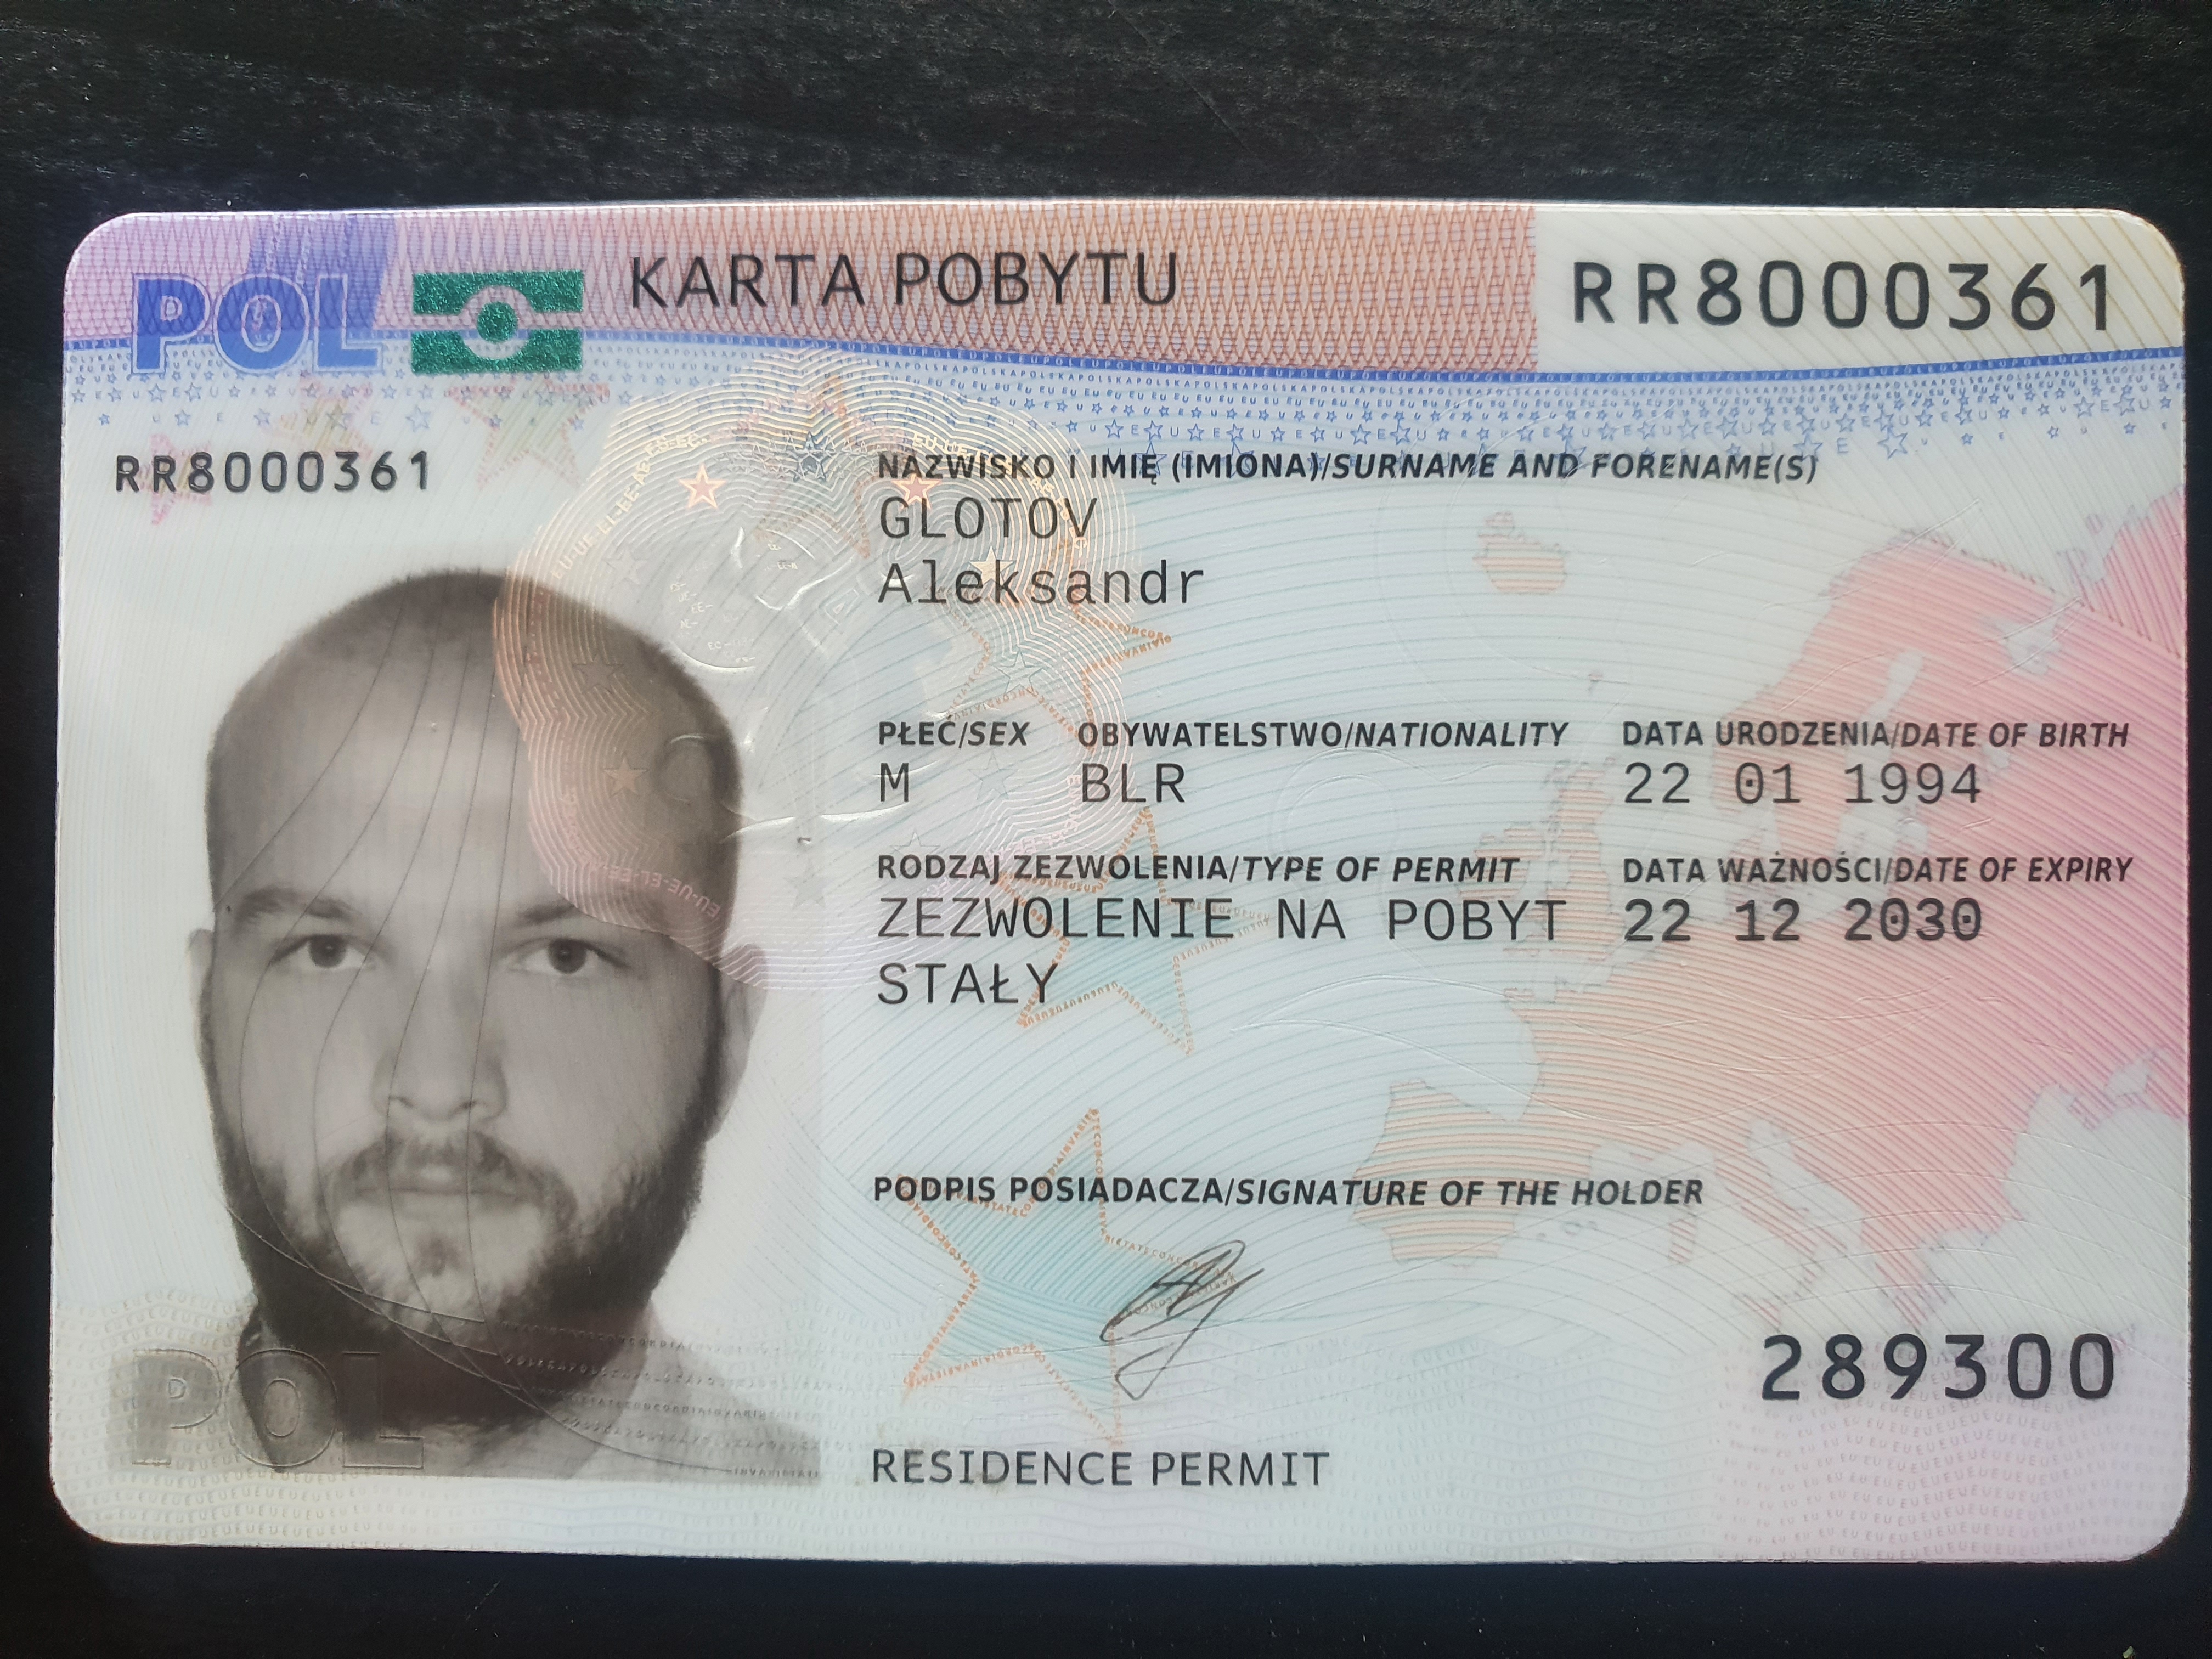 POL KARTA POBYTU RR8000361
RR8000361
NAZWISKO I IMIĘ (IMIONA)/SURNAME AND FORENAME(S)
GLOTOV
Aleksandr
PŁEĆ/SEX OBYWATELSTWO/NATIONALITY DATA URODZENIA/DATE OF BIRTH
M BLR 22 01 1994
RODZAJ ZEZWOLENIA/TYPE OF PERMIT DATA WAŻNOŚCI/DATE OF EXPIRY
ZEZWOLENIE NA POBYT 22 12 2030
STAŁY
PODPIS POSIADACZA/SIGNATURE OF THE HOLDER
289300
POL
RESIDENCE PERMIT